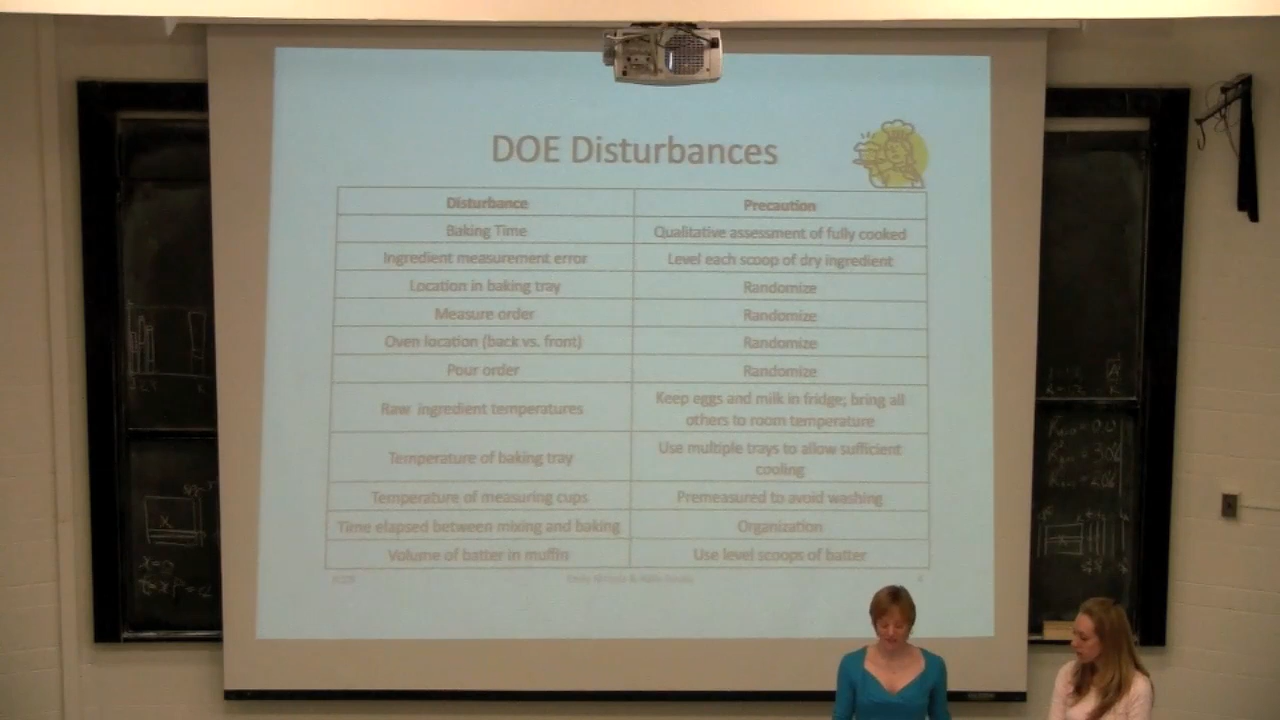 DOE Disturbances
Disturbance Precaution
Baking Time Qualitative assessment of fully cooked
Ingredient measurement error Level each scoop of dry ingredient
Location in baking tray Randomize
Measure order Randomize
Oven location (back vs. front) Randomize
Pour order Randomize
Raw ingredient temperatures Keep eggs and milk in fridge; bring all
others to room temperature
Temperature of baking tray Use multiple trays to allow sufficient
cooling
Temperature of measuring cups Premeasured to avoid washing
Time elapsed between mixing and baking Organization
Volume of batter in muffin Use level scoops of batter